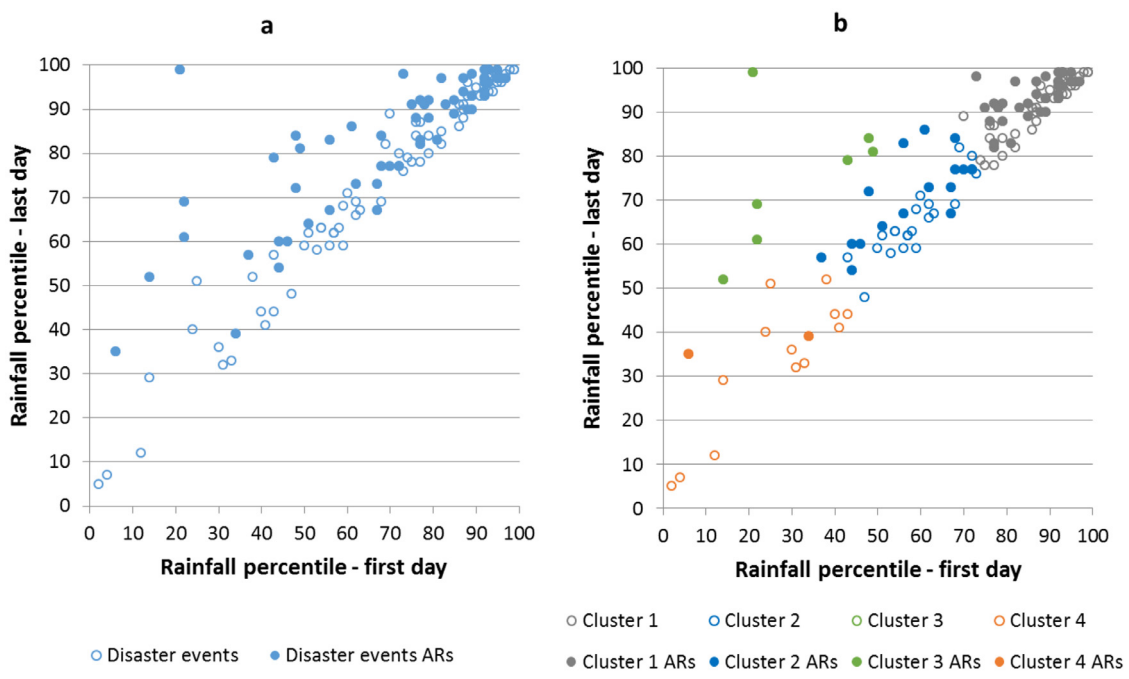 a
100
90
80
70
60
50
40
30
20
10
0
0 10 20 30 40 50 60 70 80 90 100
Rainfall percentile - last day
Rainfall percentile - first day
Disaster events Disaster events ARs
b
100
90
80
70
60
50
40
30
20
10
0
0 10 20 30 40 50 60 70 80 90 100
Rainfall percentile - last day
Rainfall percentile - first day
Cluster 1 Cluster 2 Cluster 3 Cluster 4
Cluster 1 ARs Cluster 2 ARs Cluster 3 ARs Cluster 4 ARs